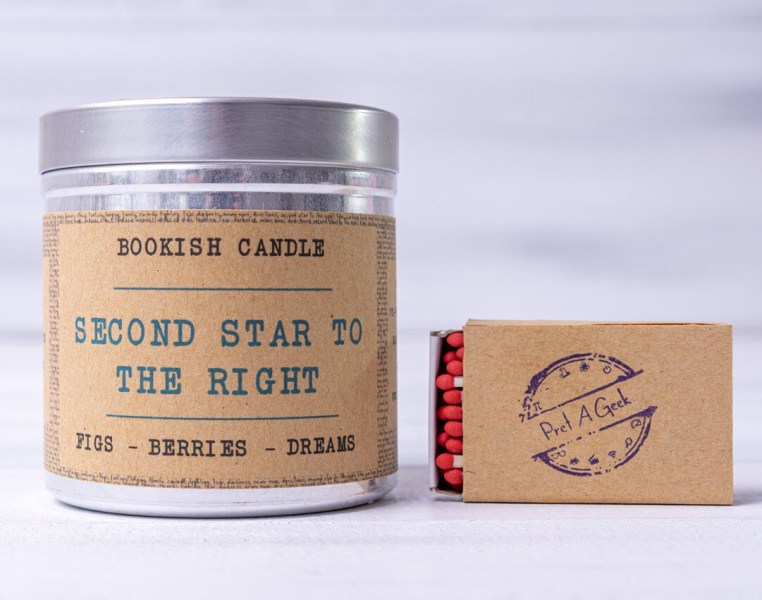 BOOKISH CANDLE
SECOND STAR TO
THE RIGHT
FIGS - BERRIES - DREAMS
Pret A Geek